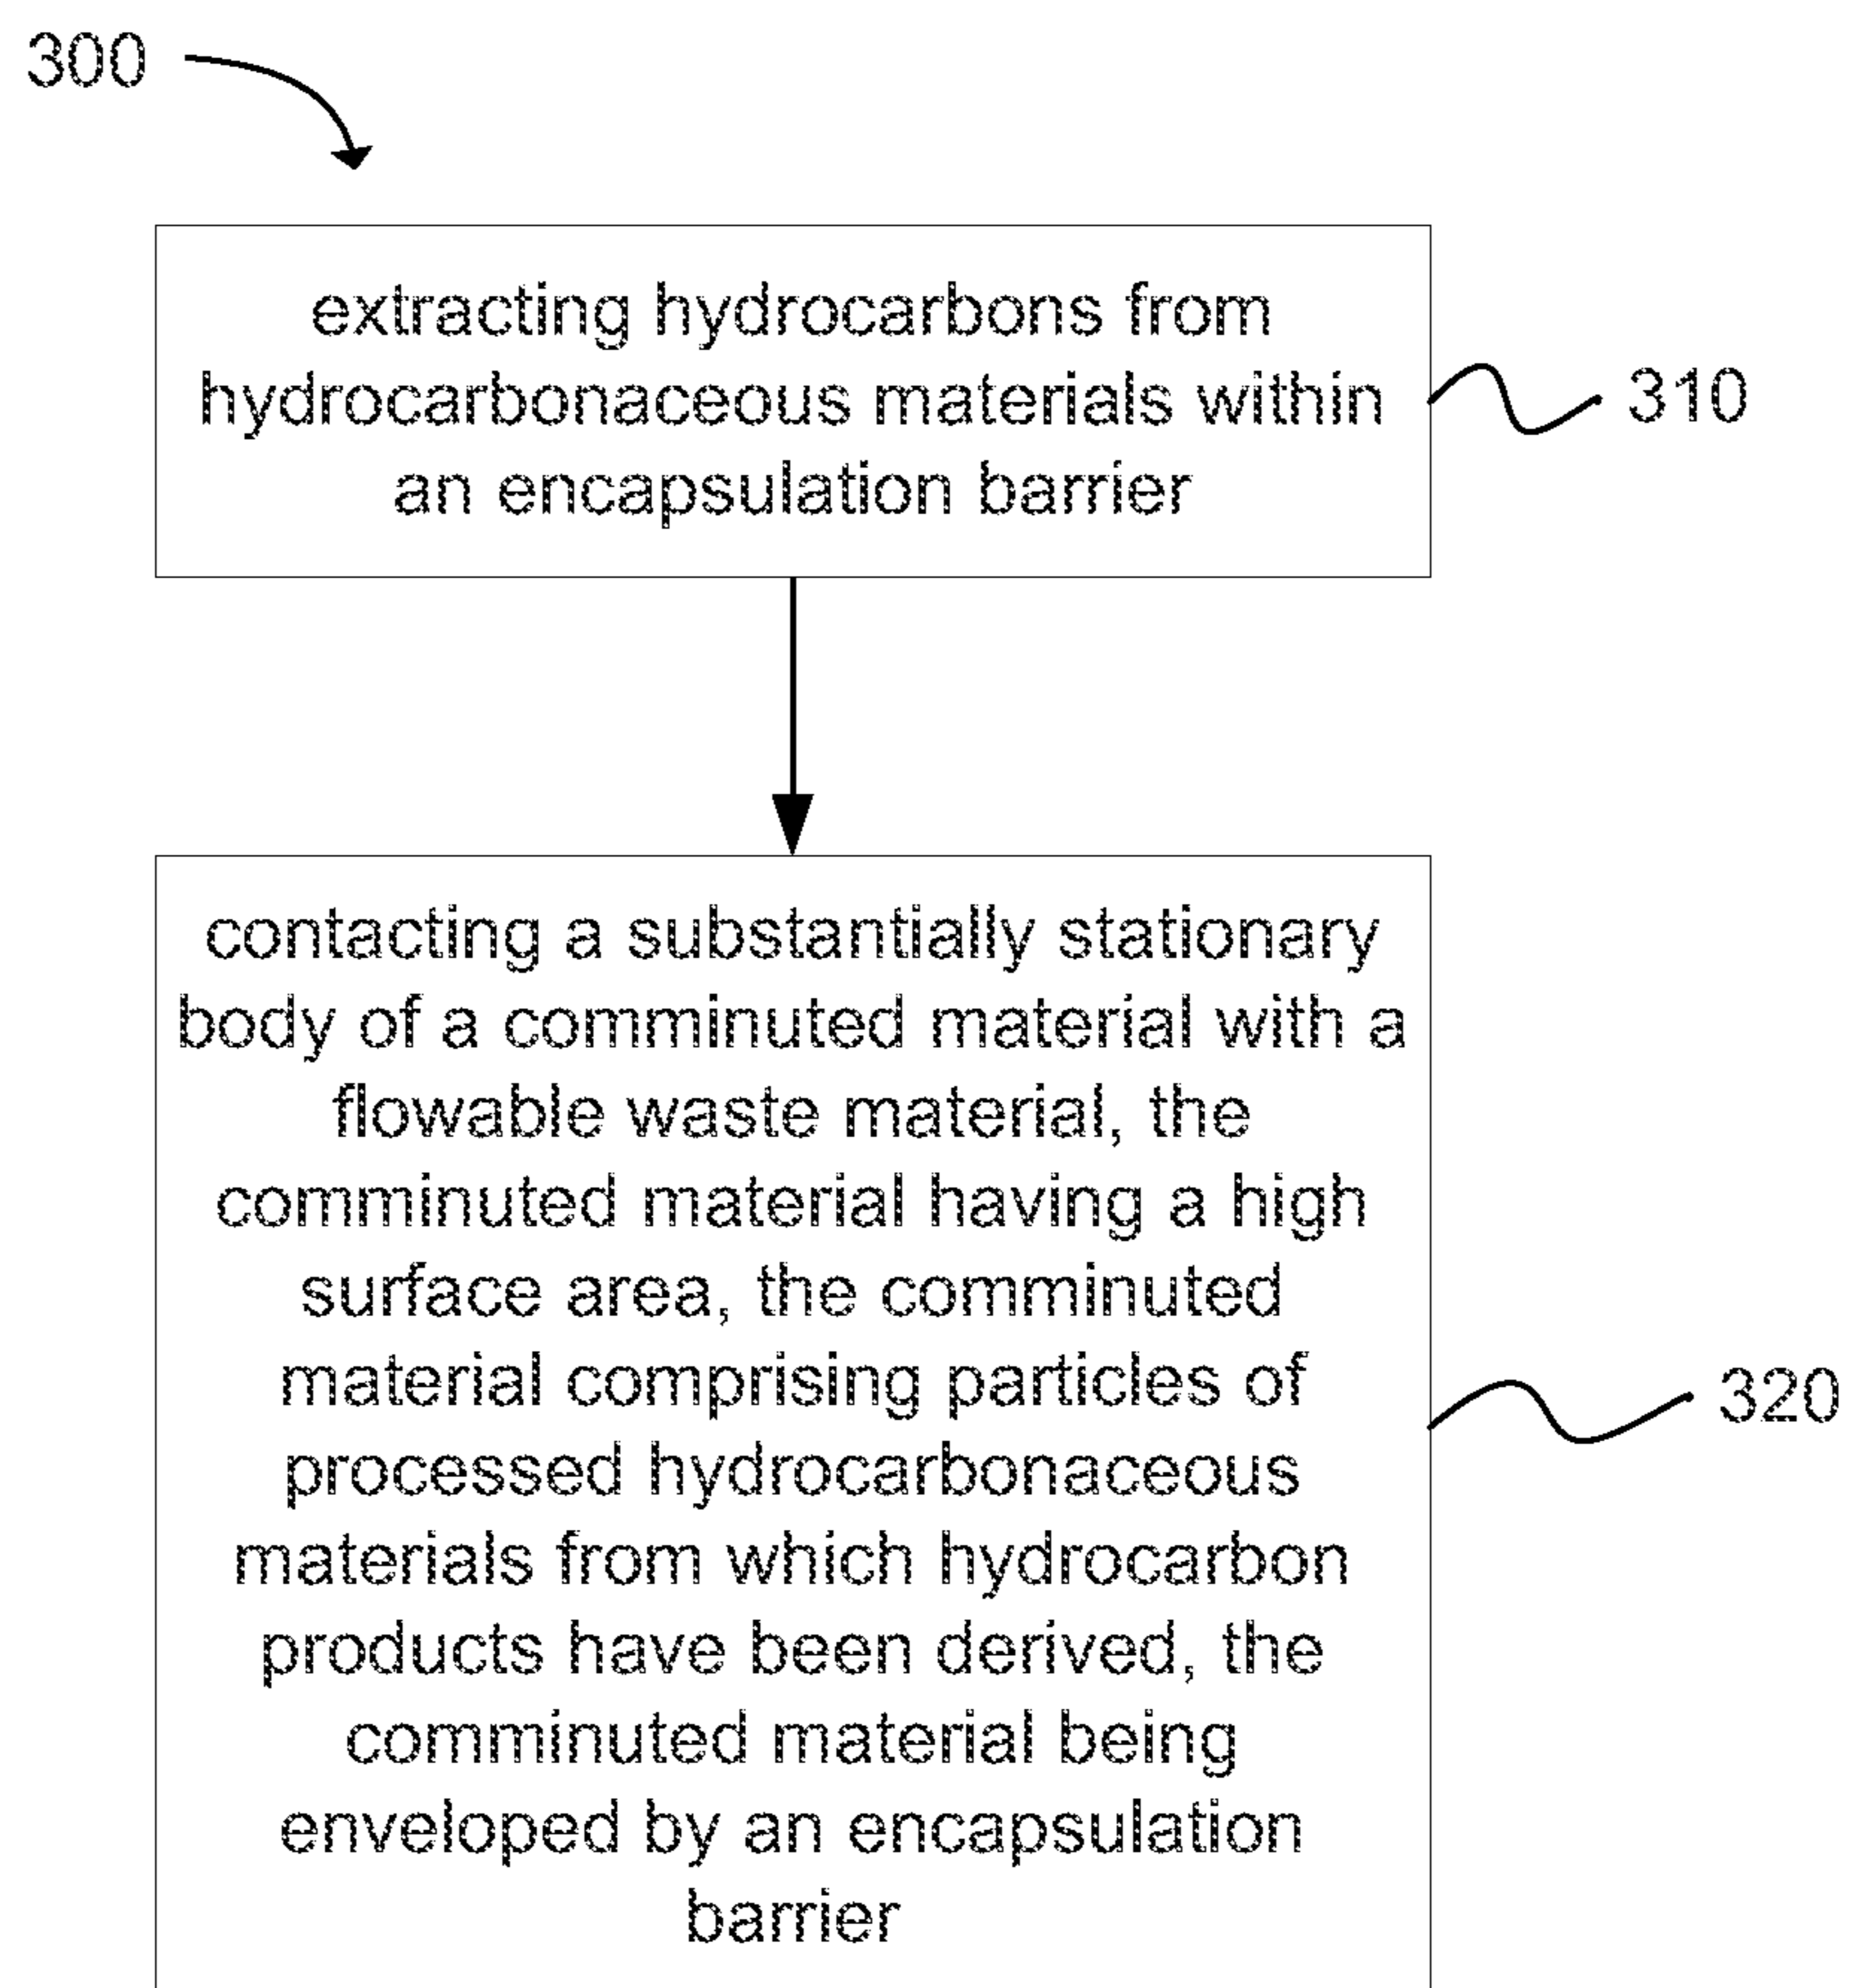 300
extracting hydrocarbons from
hydrocarbonaceous materials within
an encapsulation barrier
310
contacting a substantially stationary
body of a comminuted material with a
flowable waste material, the
comminuted material having a high
surface area, the comminuted
material comprising particles of
processed hydrocarbonaceous
materials from which hydrocarbon
products have been derived, the
comminuted material being
enveloped by an encapsulation
barrier
320